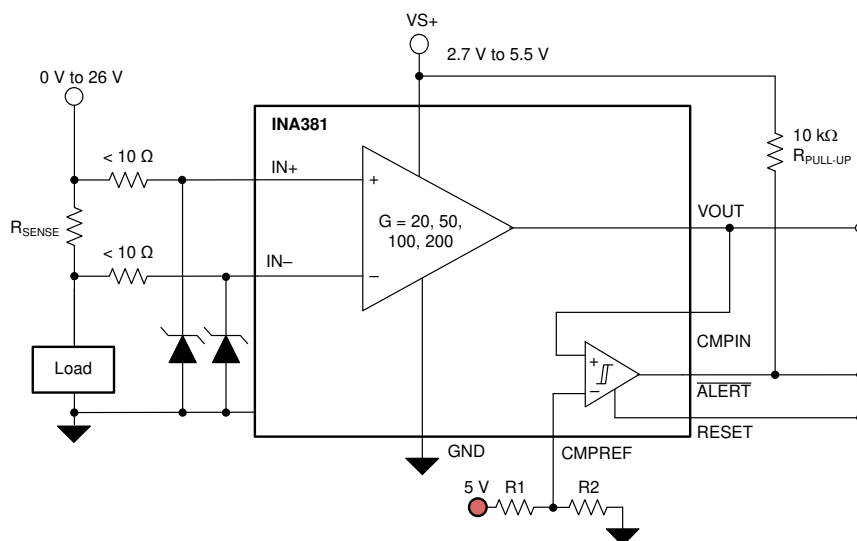 VS+
2.7 V to 5.5 V
0 V to 26 V
INA381
< 10 Ω
IN+
10 kΩ
RPULL-UP
+
G = 20, 50,
100, 200
VOUT
RSENSE
< 10 Ω
IN–
–
CMPIN
Load
+
–
ALERT
RESET
GND
CMPREF
5 V
R1
R2